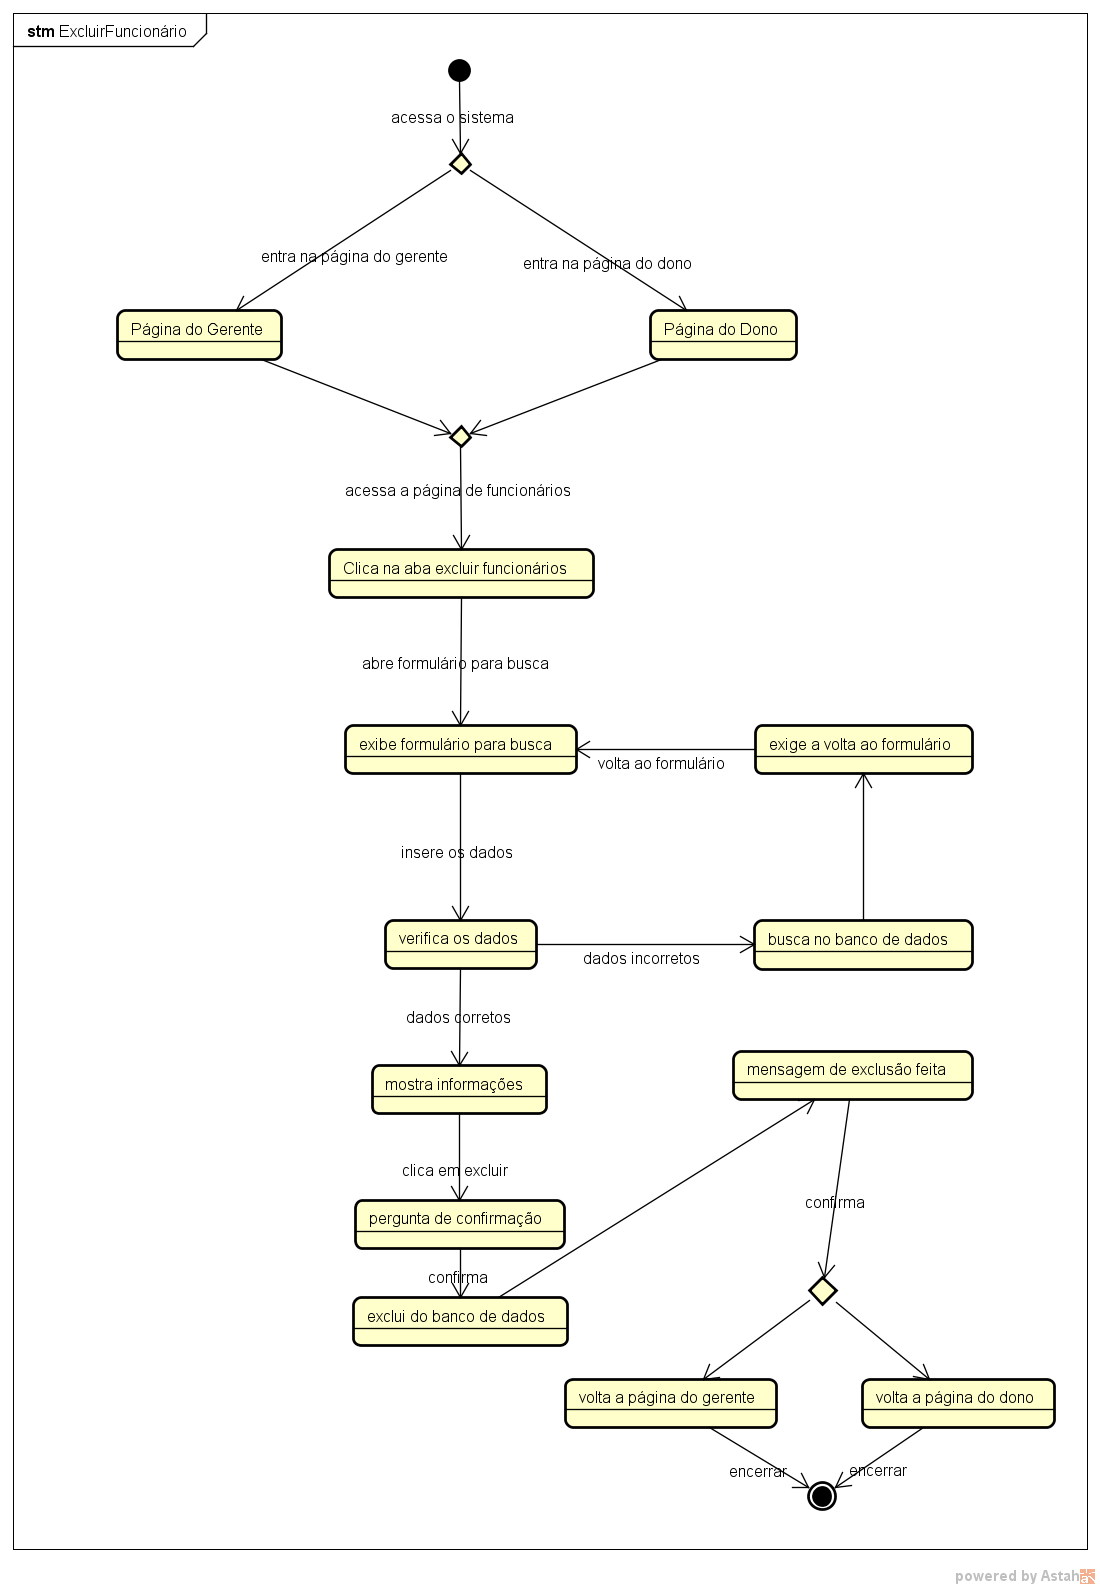 stm ExcluirFuncionário
acessa o sistema
entra na página do gerente
entra na página do dono
Página do Gerente
Página do Dono
acessa a página de funcionários
Clica na aba excluir funcionários
abre formulário para busca
exibe formulário para busca
exige a volta ao formulário
volta ao formulário
insere os dados
verifica os dados
busca no banco de dados
dados incorretos
dados corretos
mensagem de exclusão feita
mostra informações
clica em excluir
confirma
pergunta de confirmação
confirma
exclui do banco de dados
volta a página do gerente
volta a página do dono
encerrar
encerrar
powered by Astah